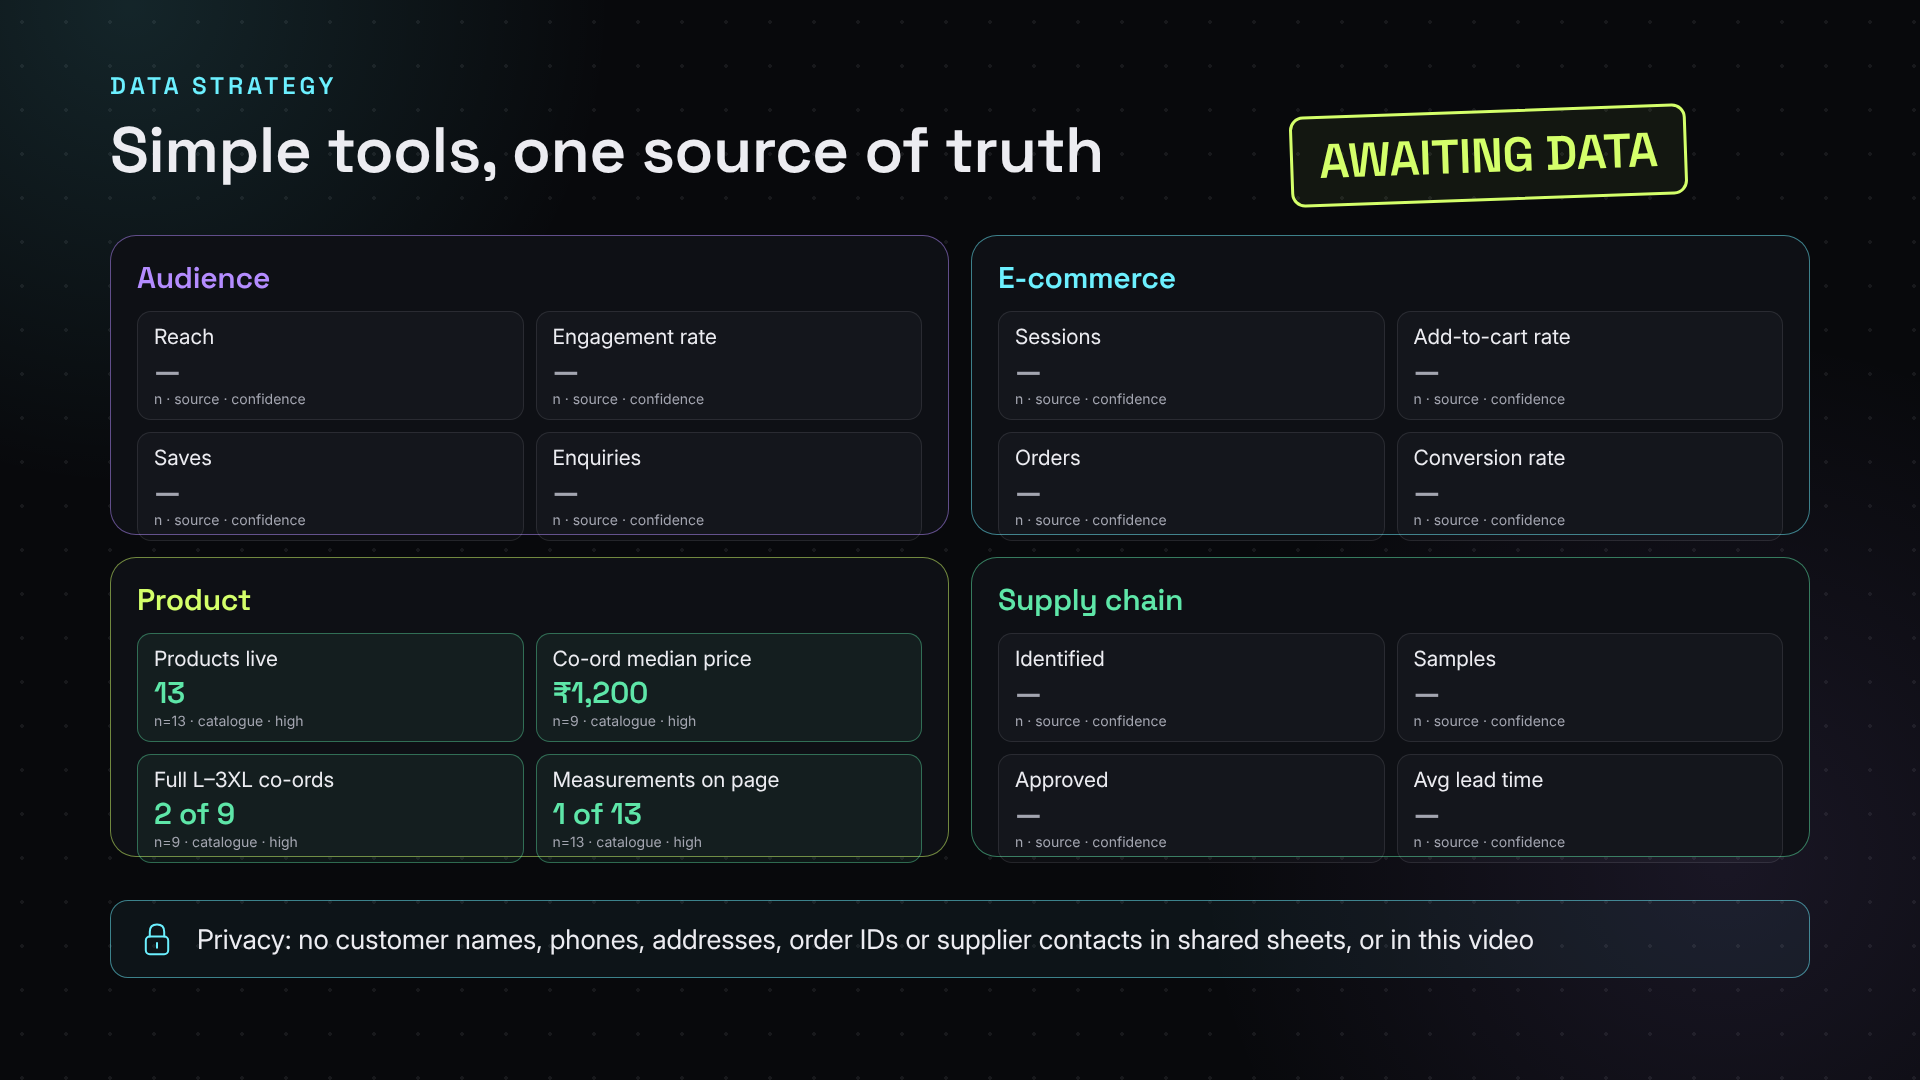 DATA STRATEGY
Simple tools, one source of truth
AWAITING DATA
Audience
Reach
—
n · source · confidence
Engagement rate
—
n · source · confidence
Saves
—
n · source · confidence
Enquiries
—
n · source · confidence
E-commerce
Sessions
—
n · source · confidence
Add-to-cart rate
—
n · source · confidence
Orders
—
n · source · confidence
Conversion rate
—
n · source · confidence
Product
Products live
13
n=13 · catalogue · high
Co-ord median price
₹1,200
n=9 · catalogue · high
Full L–3XL co-ords
2 of 9
n=9 · catalogue · high
Measurements on page
1 of 13
n=13 · catalogue · high
Supply chain
Identified
—
n · source · confidence
Samples
—
n · source · confidence
Approved
—
n · source · confidence
Avg lead time
—
n · source · confidence
Privacy: no customer names, phones, addresses, order IDs or supplier contacts in shared sheets, or in this video